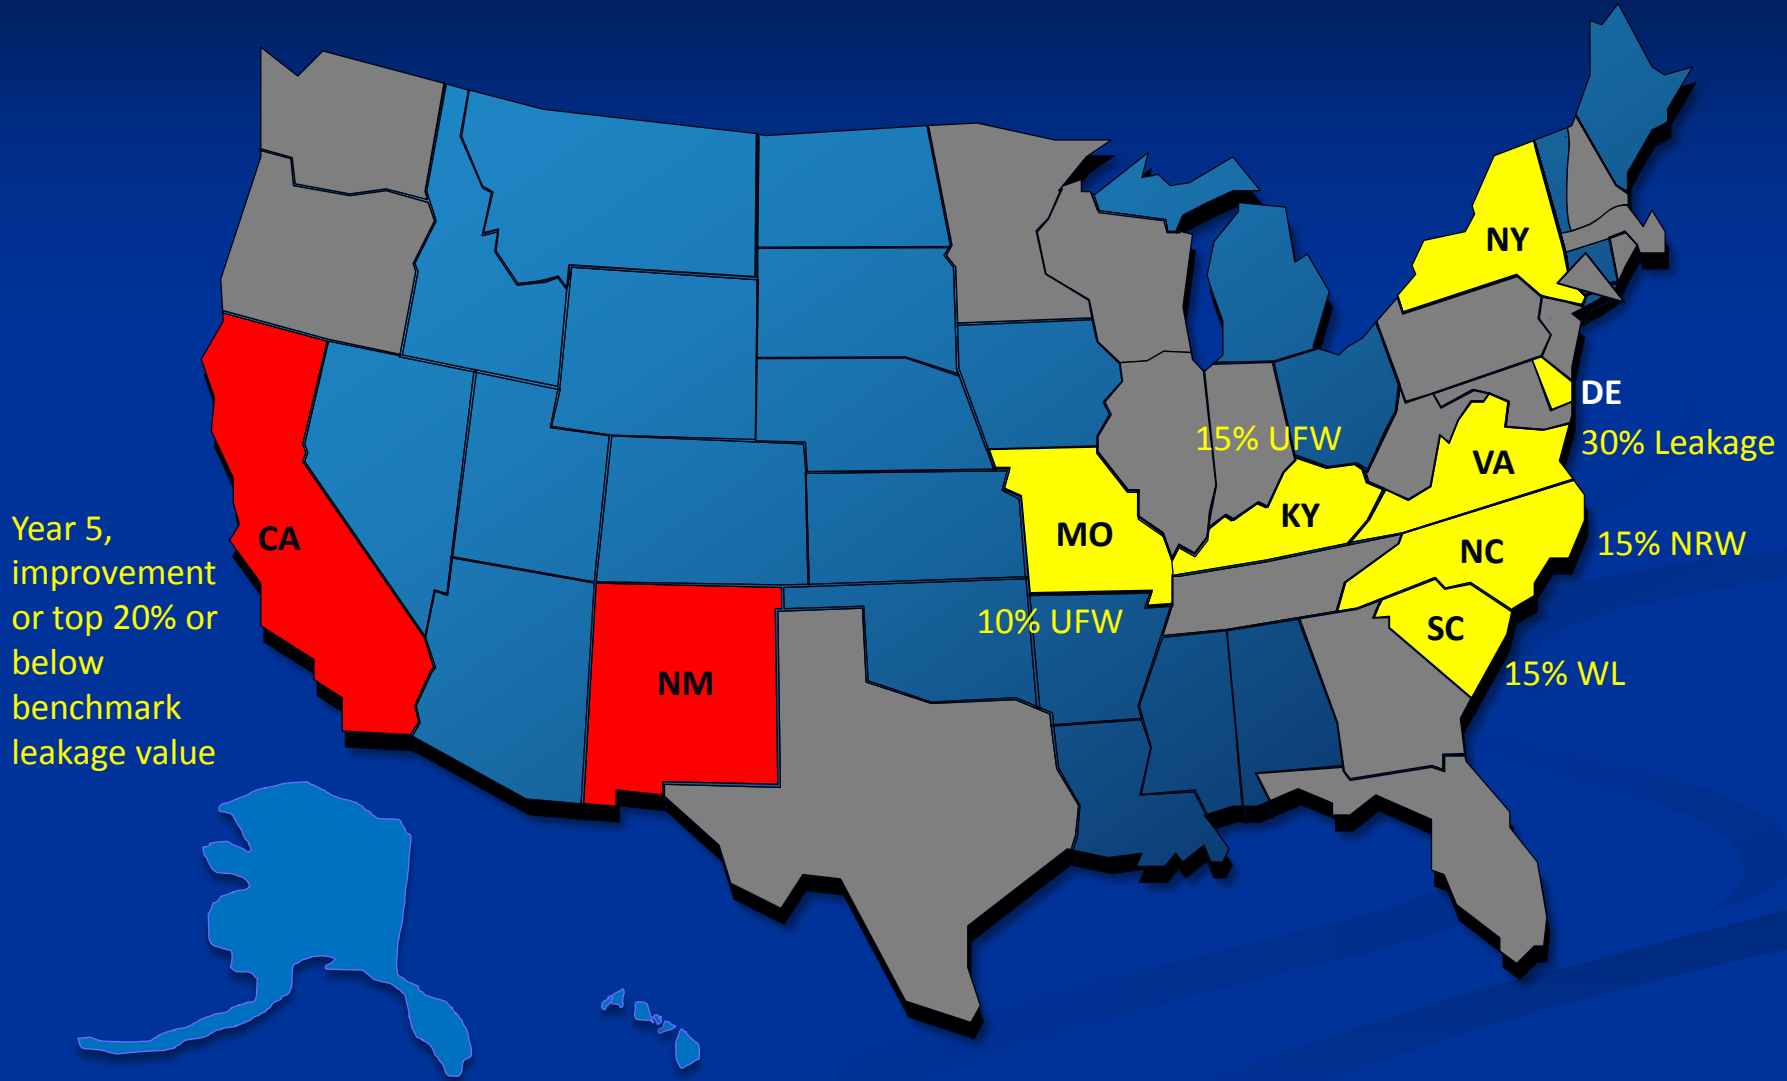 NY
DE
15% UFW
30% Leakage
VA
KY
Year 5,
improvement
or top 20% or
below
benchmark
leakage value
CA
MO
NC
15% NRW
10% UFW
SC
NM
15% WL